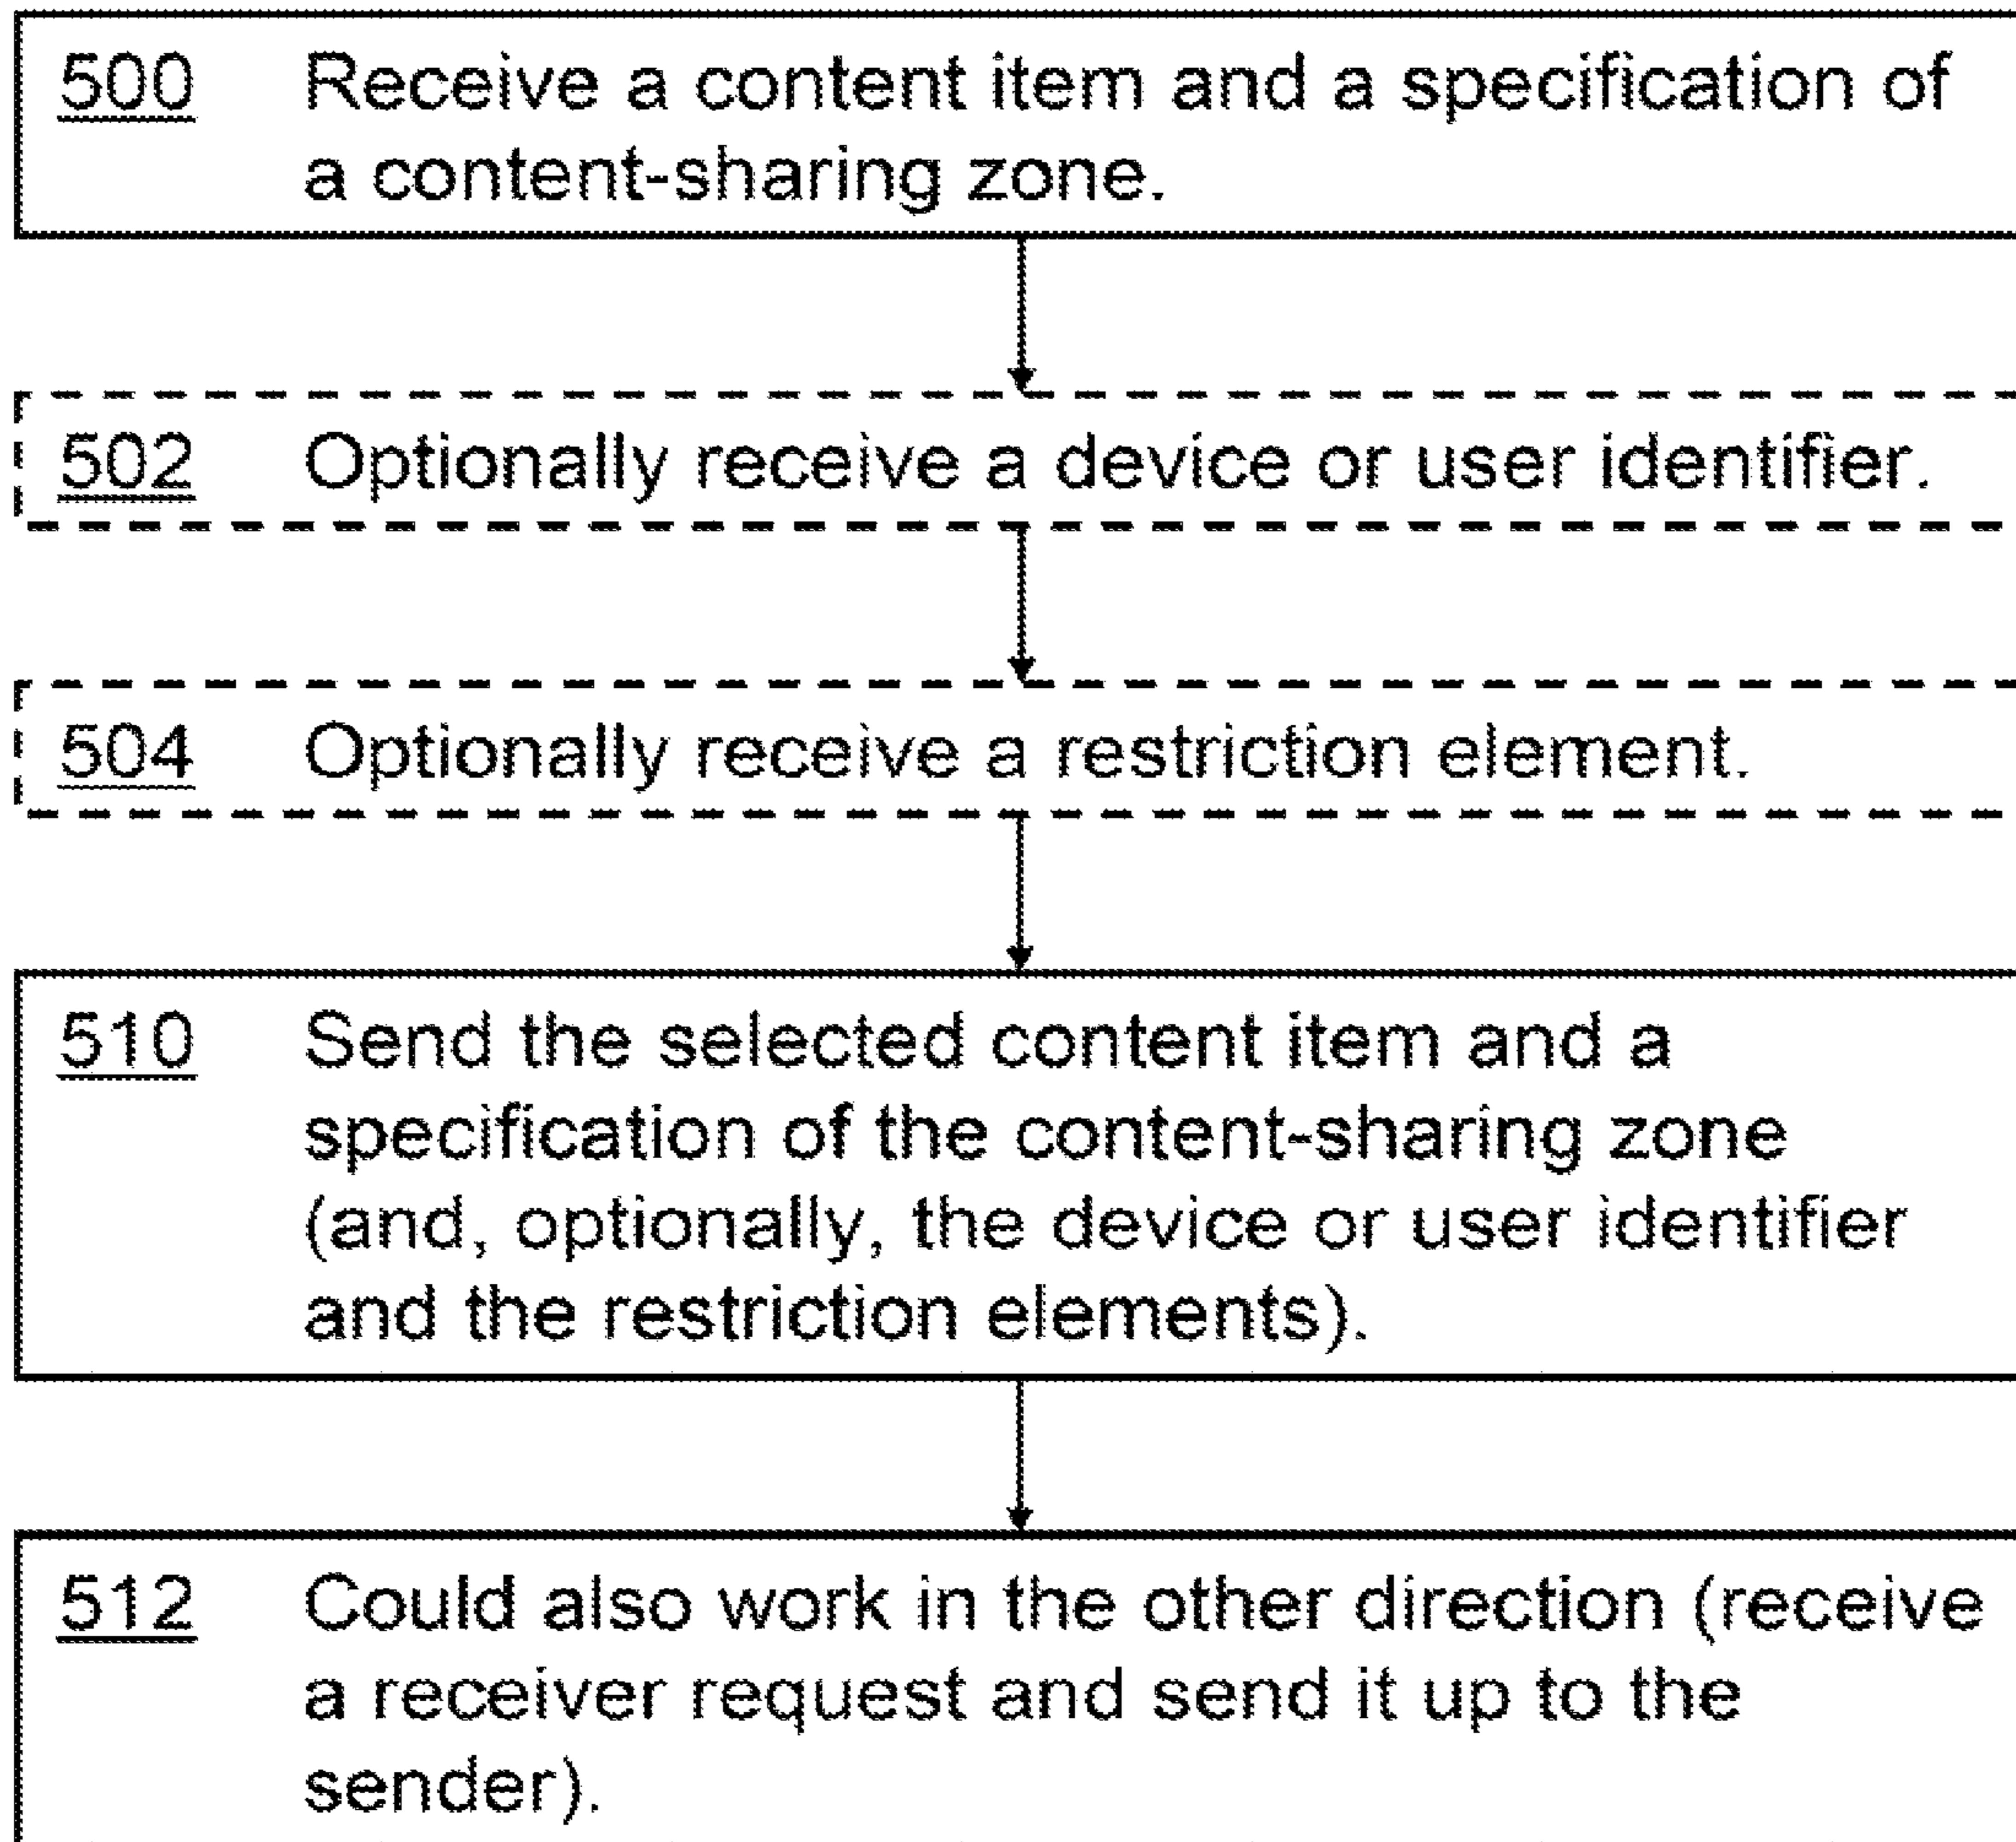 500 Receive a content item and a specification of
a content-sharing zone.
502 Optionally receive a device or user identifier.
504 Optionally receive a restriction element.
510 Send the selected content item and a
specification of the content-sharing zone
(and, optionally, the device or user identifier
and the restriction elements).
512 Could also work in the other direction (receive
a receiver request and send it up to the
sender).